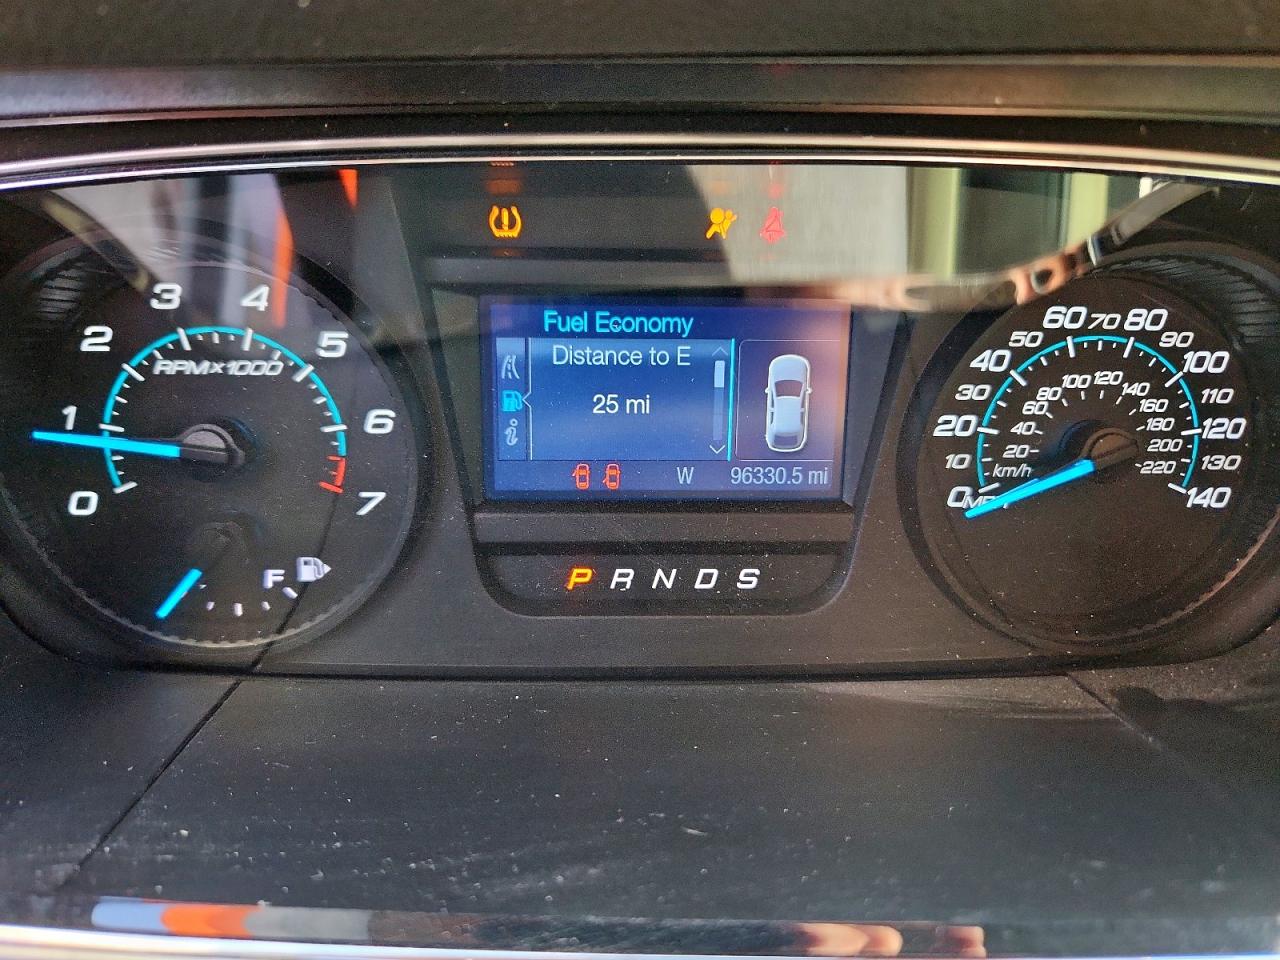 Fuel Economy
Distance to E
25 mi
W 96330.5 mi
P R N D S
0 1 2 3 4 5 6 7
RPMx1000
F
0 10 20 30 40 50 60 70 80 90 100 110 120 130 140
MPH
20 40 60 80 100 120 140 160 180 200 220
km/h